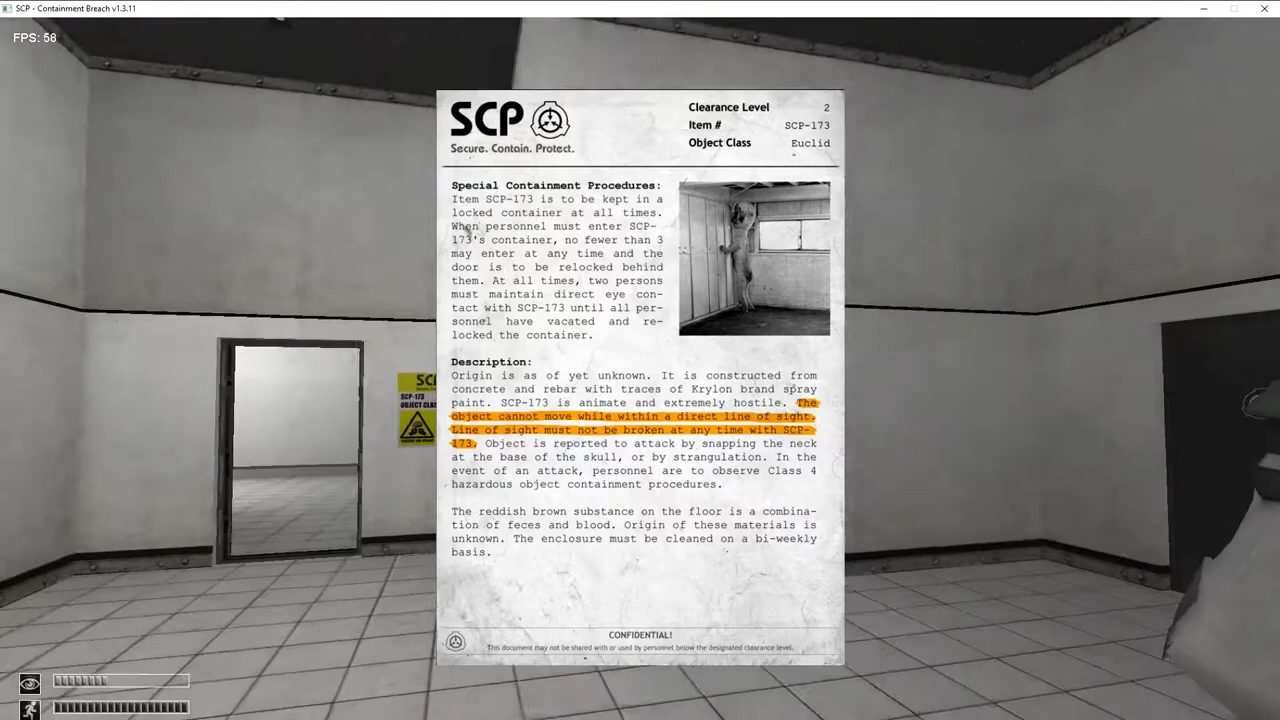 SCP - Containment Breach v1.3.11
FPS: 58
SCP
Secure. Contain. Protect.
Clearance Level 2
Item # SCP-173
Object Class Euclid
Special Containment Procedures:
Item SCP-173 is to be kept in a
locked container at all times.
When personnel must enter SCP-
173's container, no fewer than 3
may enter at any time and the
door is to be relocked behind
them. At all times, two persons
must maintain direct eye con-
tact with SCP-173 until all per-
sonnel have vacated and re-
locked the container.
Description:
Origin is as of yet unknown. It is constructed from
concrete and rebar with traces of Krylon brand spray
paint. SCP-173 is animate and extremely hostile. The
object cannot move while within a direct line of sight.
Line of sight must not be broken at any time with SCP-
173. Object is reported to attack by snapping the neck
at the base of the skull, or by strangulation. In the
event of an attack, personnel are to observe Class 4
hazardous object containment procedures.
The reddish brown substance on the floor is a combina-
tion of feces and blood. Origin of these materials is
unknown. The enclosure must be cleaned on a bi-weekly
basis.
CONFIDENTIAL!
This document may not be shared with or used by personnel below the designated clearance level.
SCP-173
OBJECT CLAS